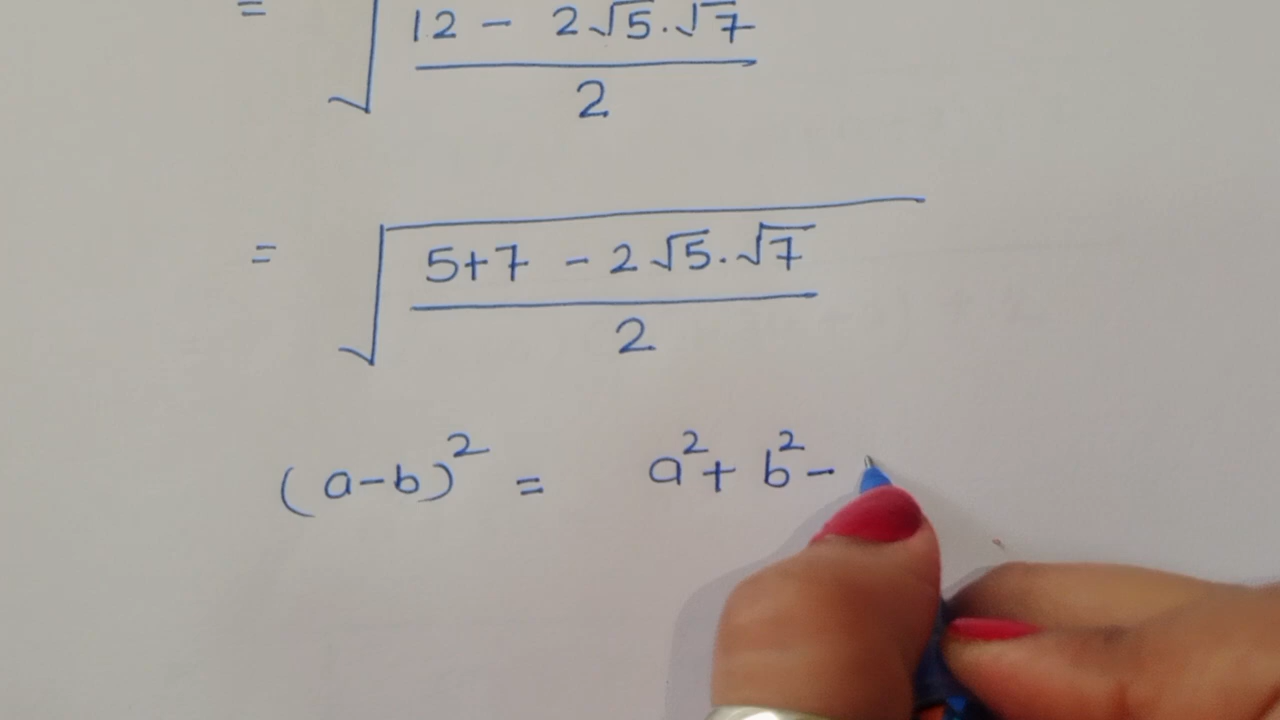 = √(12 - 2√5.√7 / 2)
= √(5+7 - 2√5.√7 / 2)
(a-b)² = a² + b² -